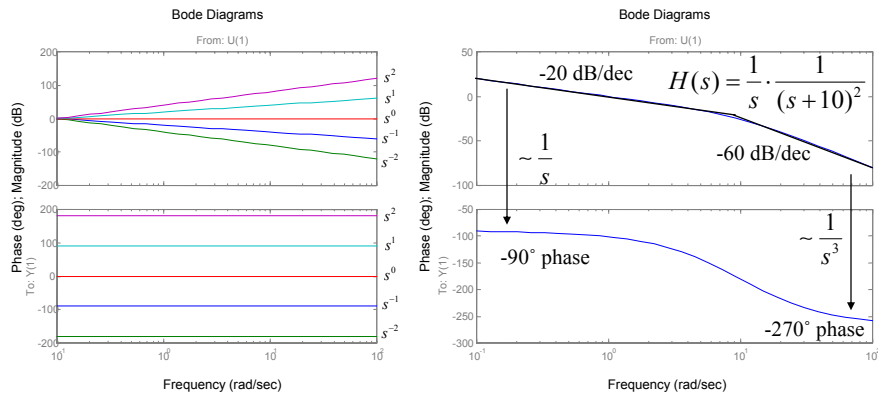 Bode Diagrams
From: U(1)
Phase (deg); Magnitude (dB)
To: Y(1)
200
100
0
-100
-200
s^2
s^1
s^0
s^-1
s^-2
200
100
0
-100
-200
s^2
s^1
s^0
s^-1
s^-2
10^1 10^0 10^1 10^2
Frequency (rad/sec)
Bode Diagrams
From: U(1)
Phase (deg); Magnitude (dB)
To: Y(1)
50
0
-50
-100
-20 dB/dec
H(s) = 1/s · 1/(s+10)^2
-60 dB/dec
~ 1/s
-50
-100
-150
-200
-250
-300
-90˚ phase
~ 1/s^3
-270˚ phase
10^-1 10^0 10^1
Frequency (rad/sec)